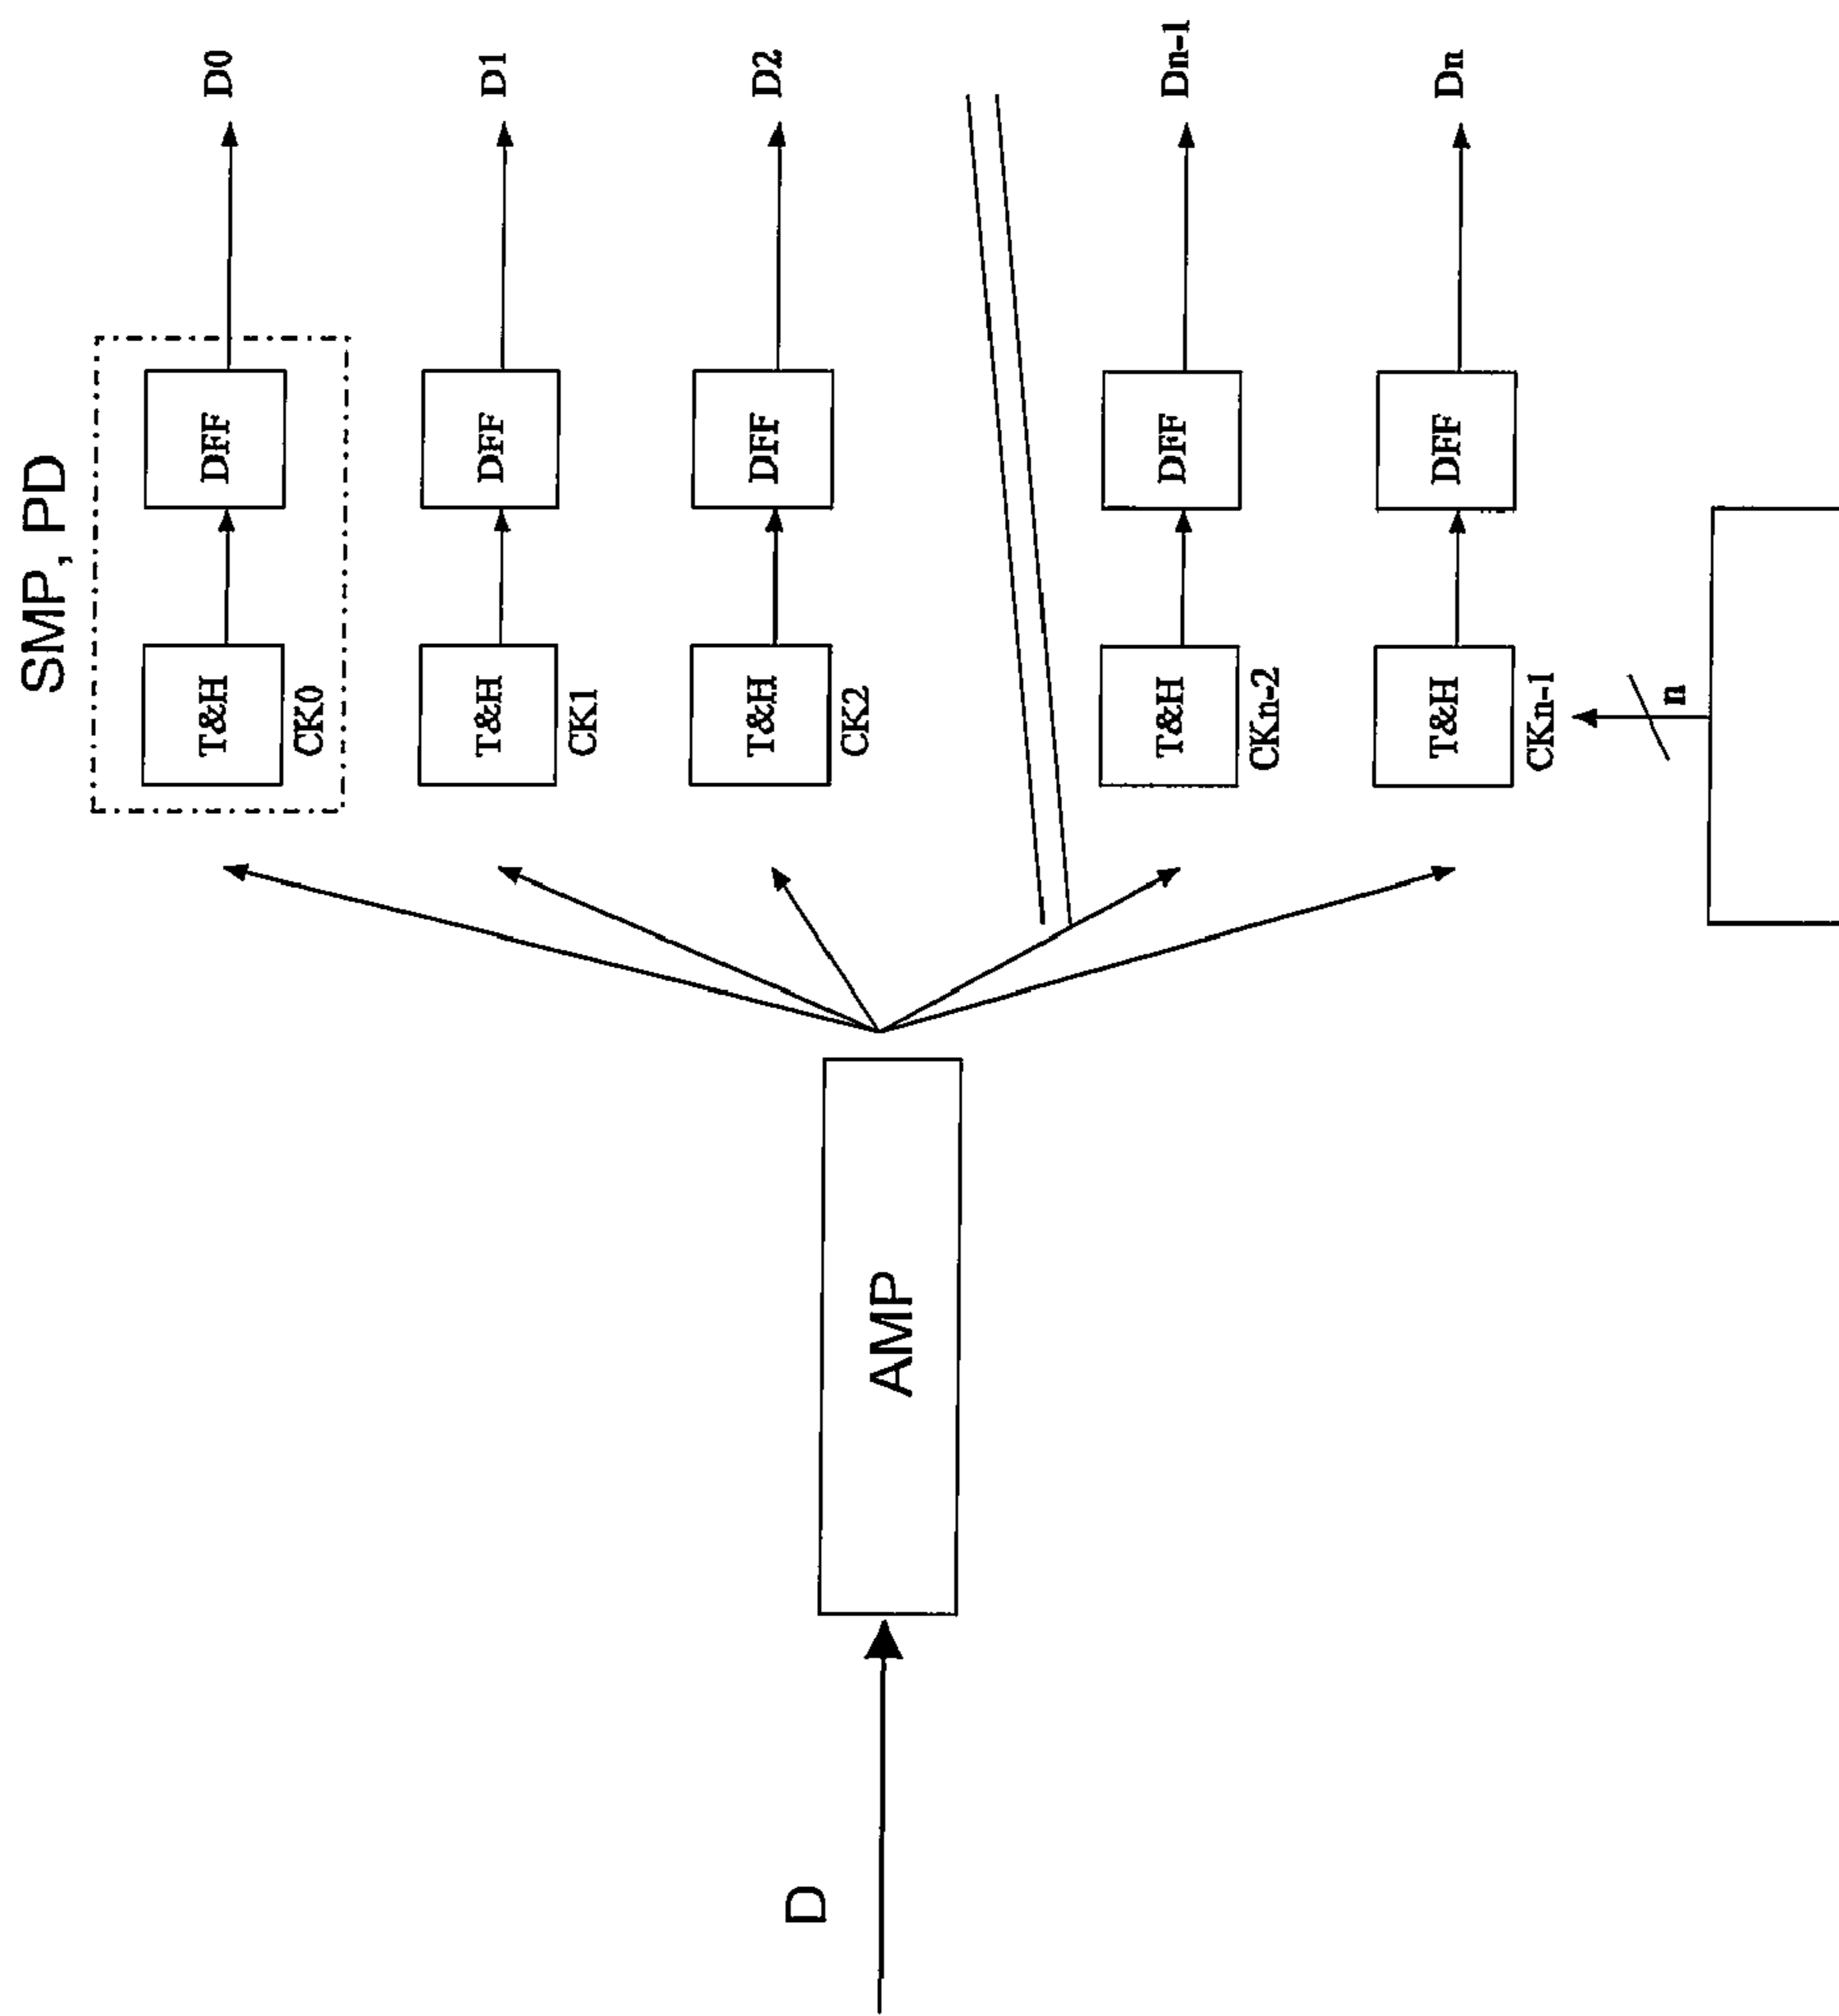 SMP, PD
T&H
DFF
D0
CK0
T&H
DFF
D1
CK1
T&H
DFF
D2
CK2
D
AMP
T&H
DFF
Dn-1
CKn-2
T&H
DFF
Dn
CKn-1
n